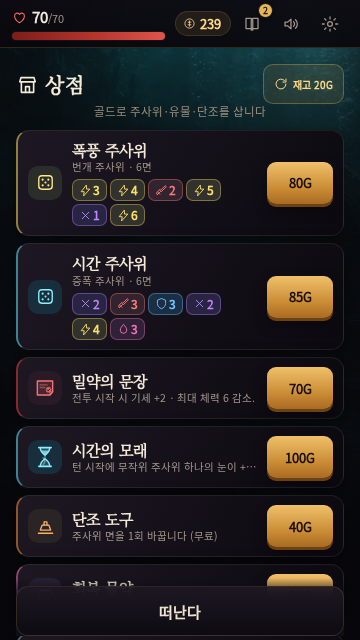 70/70
239
2
상점
재고 20G
골드로 주사위·유물·단조를 삽니다
폭풍 주사위
번개 주사위 · 6면
3 4 2 5
1 6
80G
시간 주사위
증폭 주사위 · 6면
2 3 3 2
4 3
85G
밀약의 문장
전투 시작 시 기세 +2 · 최대 체력 6 감소.
70G
시간의 모래
턴 시작에 무작위 주사위 하나의 눈이 +…
100G
단조 도구
주사위 면을 1회 바꿉니다 (무료)
40G
떠난다